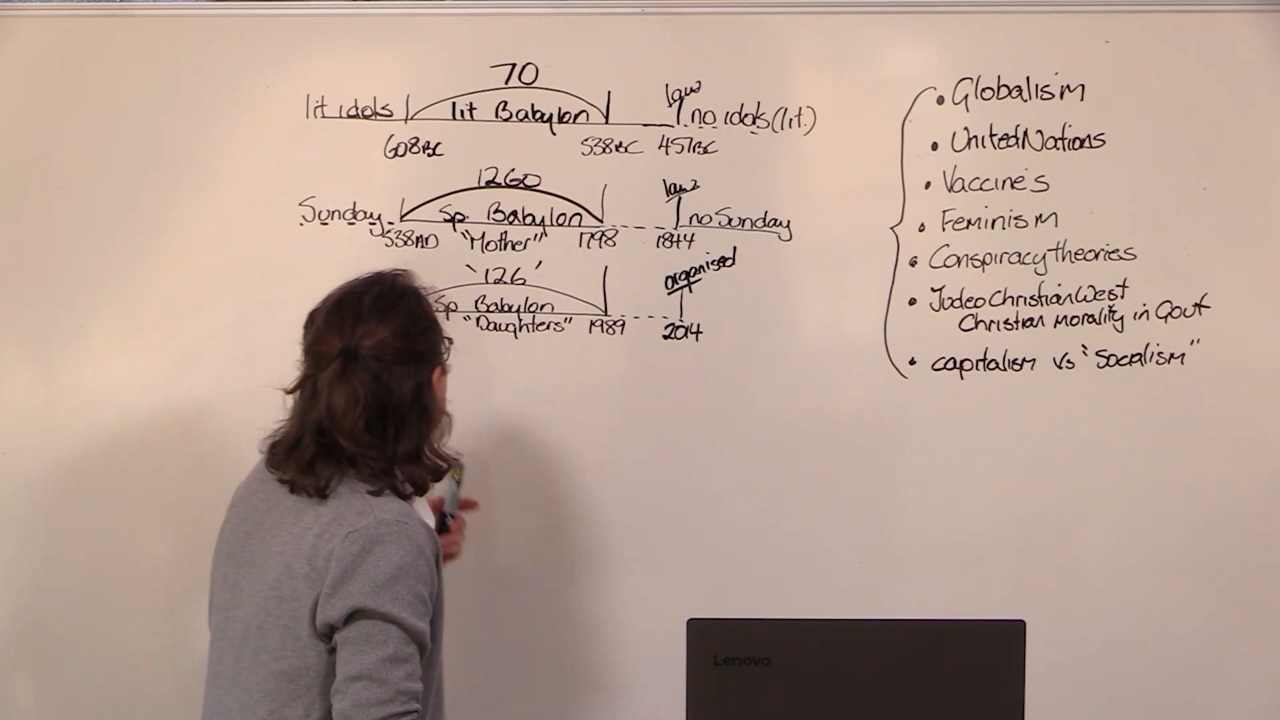 70
lit idols lit Babylon law no idols (lit.)
608BC 538BC 457BC
1260
Sunday Sp. Babylon law no Sunday
538AD "Mother" 1798 1844
'126' organised
Sp Babylon
"Daughters" 1989 2014
• Globalism
• United Nations
• Vaccine's
• Feminism
• Conspiracy theories
• Judeo Christian West
Christian morality in Govt
• capitalism vs "Socialism"
Lenovo